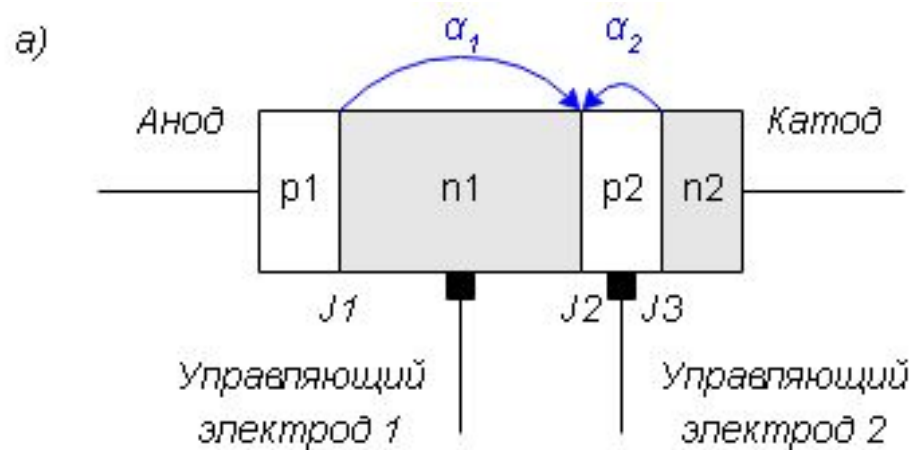 а)
α1 α2
Анод Катод
p1 n1 p2 n2
J1 J2 J3
Управляющий
электрод 1
Управляющий
электрод 2